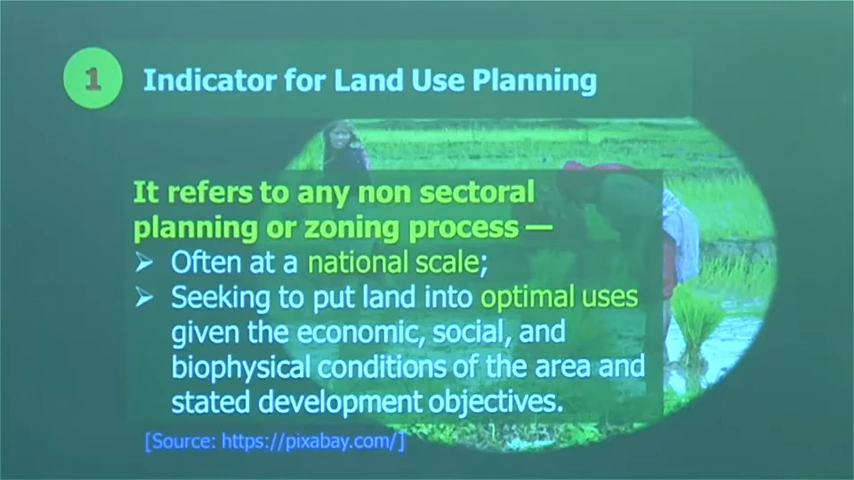 1 Indicator for Land Use Planning
It refers to any non sectoral
planning or zoning process —
➢ Often at a national scale;
➢ Seeking to put land into optimal uses
given the economic, social, and
biophysical conditions of the area and
stated development objectives.
[Source: https://pixabay.com/]